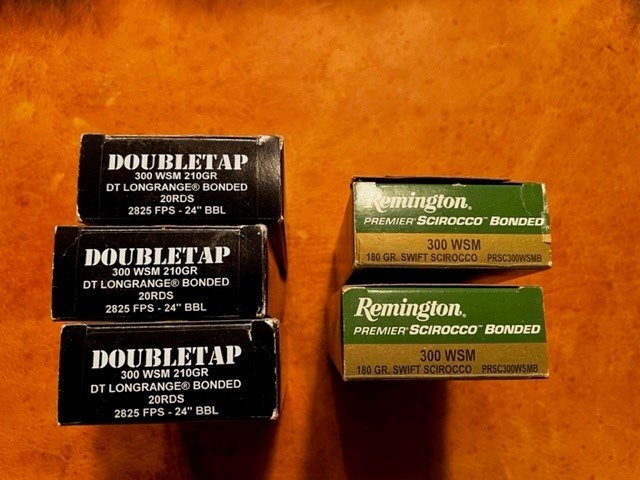 DOUBLETAP
300 WSM 210GR
DT LONGRANGE® BONDED
20RDS
2825 FPS - 24" BBL
DOUBLETAP
300 WSM 210GR
DT LONGRANGE® BONDED
20RDS
2825 FPS - 24" BBL
DOUBLETAP
300 WSM 210GR
DT LONGRANGE® BONDED
20RDS
2825 FPS - 24" BBL
Remington.
PREMIER® SCIROCCO™ BONDED
300 WSM
180 GR. SWIFT SCIROCCO PRSC300WSMB
Remington.
PREMIER® SCIROCCO™ BONDED
300 WSM
180 GR. SWIFT SCIROCCO PRSC300WSMB